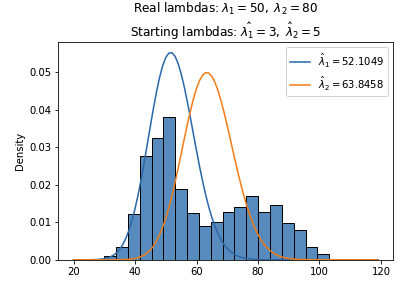 Real lambdas: λ₁ = 50, λ₂ = 80
Starting lambdas: λ̂₁ = 3, λ̂₂ = 5
λ̂₁ = 52.1049
λ̂₂ = 63.8458
Density
0.05
0.04
0.03
0.02
0.01
0.00
20 40 60 80 100 120